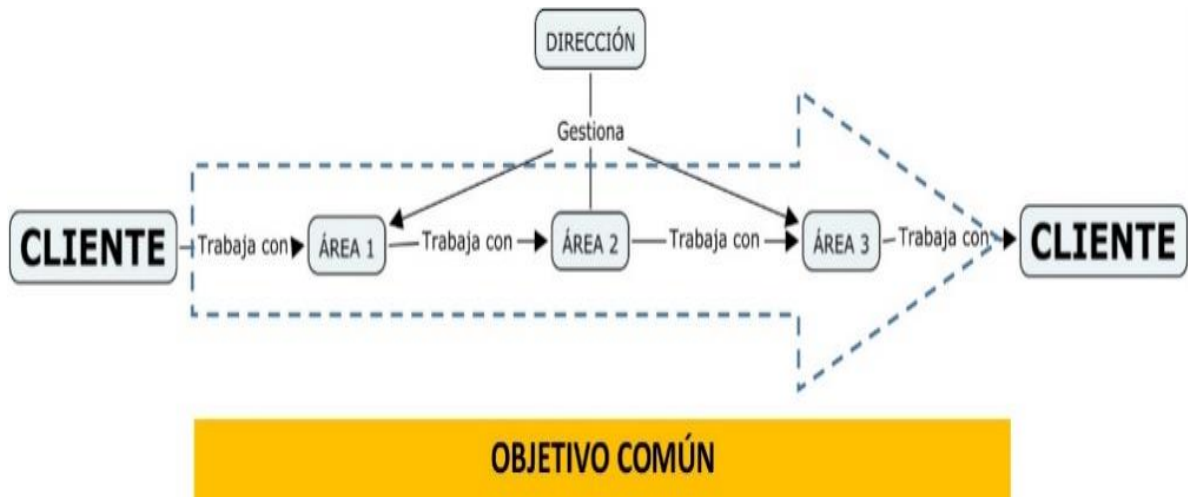 DIRECCIÓN
Gestiona
CLIENTE Trabaja con ÁREA 1 Trabaja con ÁREA 2 Trabaja con ÁREA 3 Trabaja con CLIENTE
OBJETIVO COMÚN